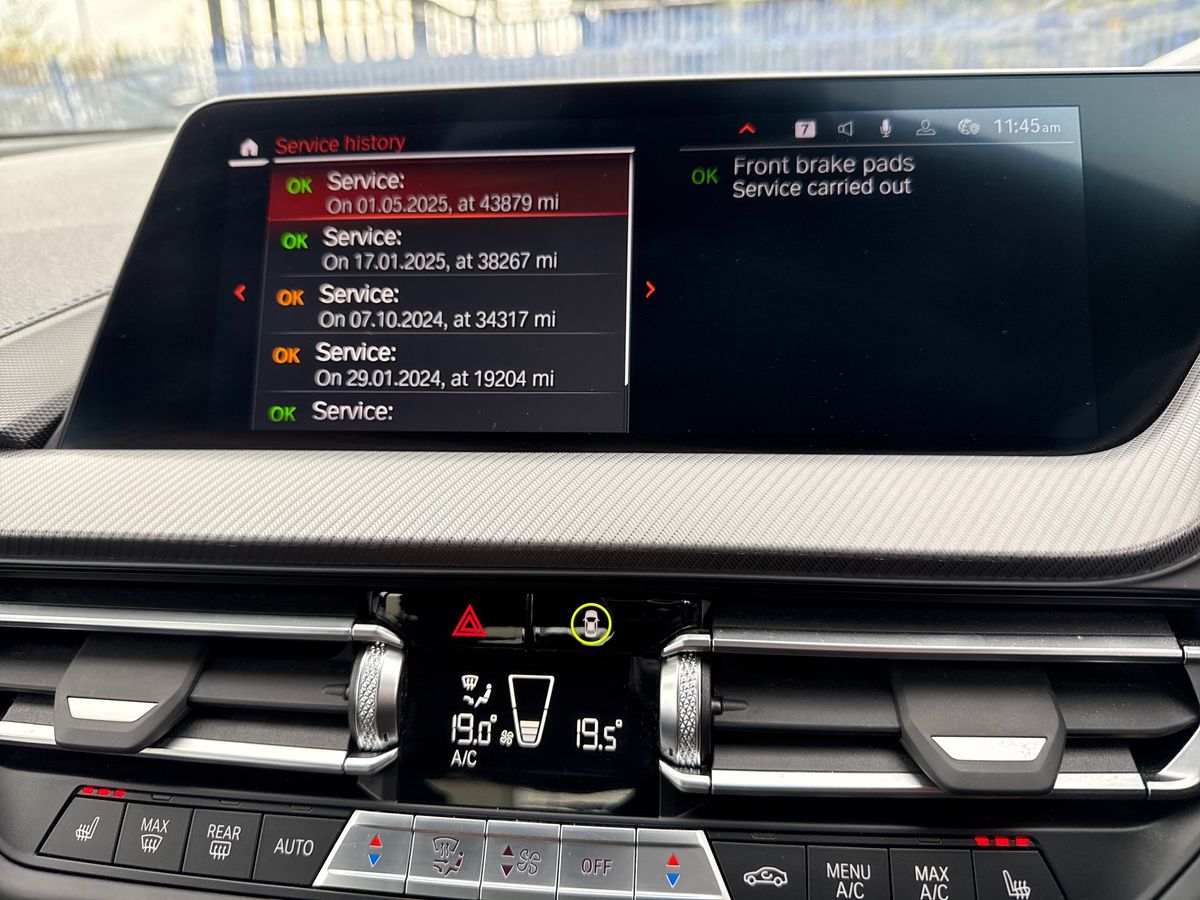 Service history
7
11:45am
OK Service:
On 01.05.2025, at 43879 mi
OK Service:
On 17.01.2025, at 38267 mi
OK Service:
On 07.10.2024, at 34317 mi
OK Service:
On 29.01.2024, at 19204 mi
OK Service:
OK Front brake pads
Service carried out
19.0°
19.5°
A/C
MAX
REAR
AUTO
OFF
MENU
A/C
MAX
A/C